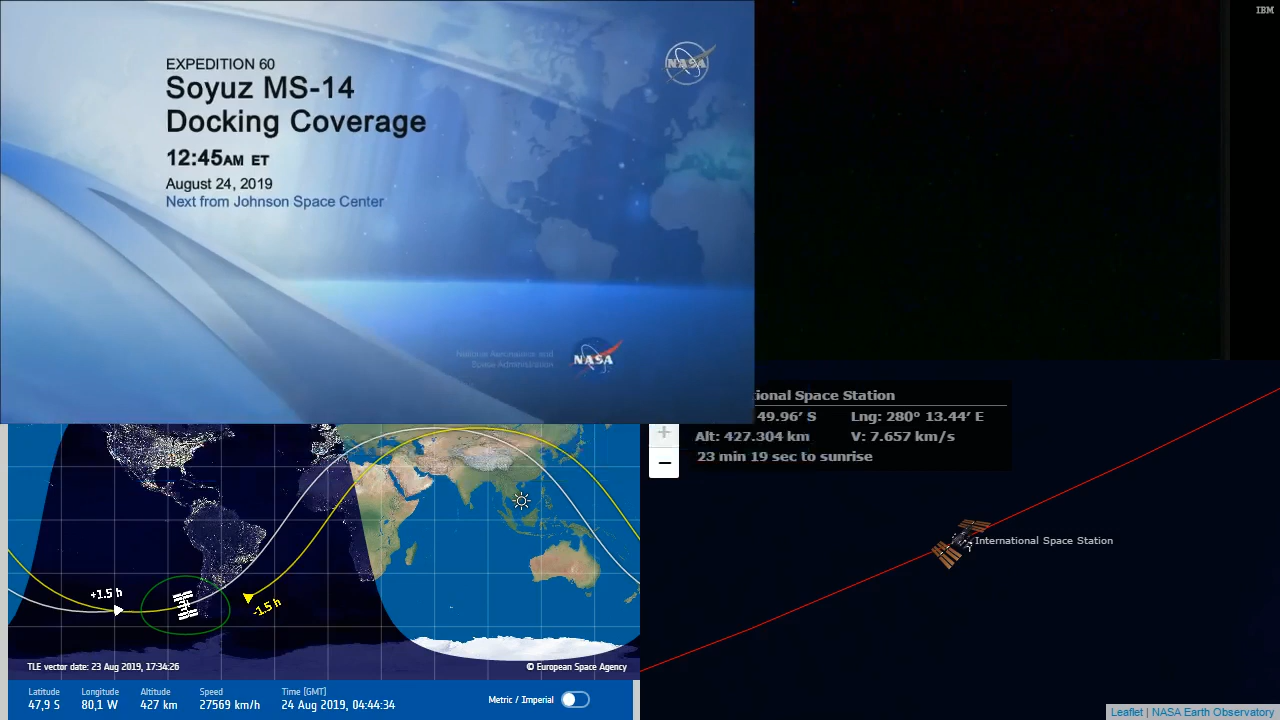 EXPEDITION 60
Soyuz MS-14
Docking Coverage
12:45AM ET
August 24, 2019
Next from Johnson Space Center
NASA
National Aeronautics and
Space Administration
NASA
IBM
ional Space Station
49.96' S Lng: 280° 13.44' E
Alt: 427.304 km V: 7.657 km/s
23 min 19 sec to sunrise
+
−
International Space Station
+1.5 h
-1.5 h
TLE vector date: 23 Aug 2019, 17:34:26
© European Space Agency
Latitude Longitude Altitude Speed Time (GMT)
47,9 S 80,1 W 427 km 27569 km/h 24 Aug 2019, 04:44:34
Metric / Imperial
Leaflet | NASA Earth Observatory